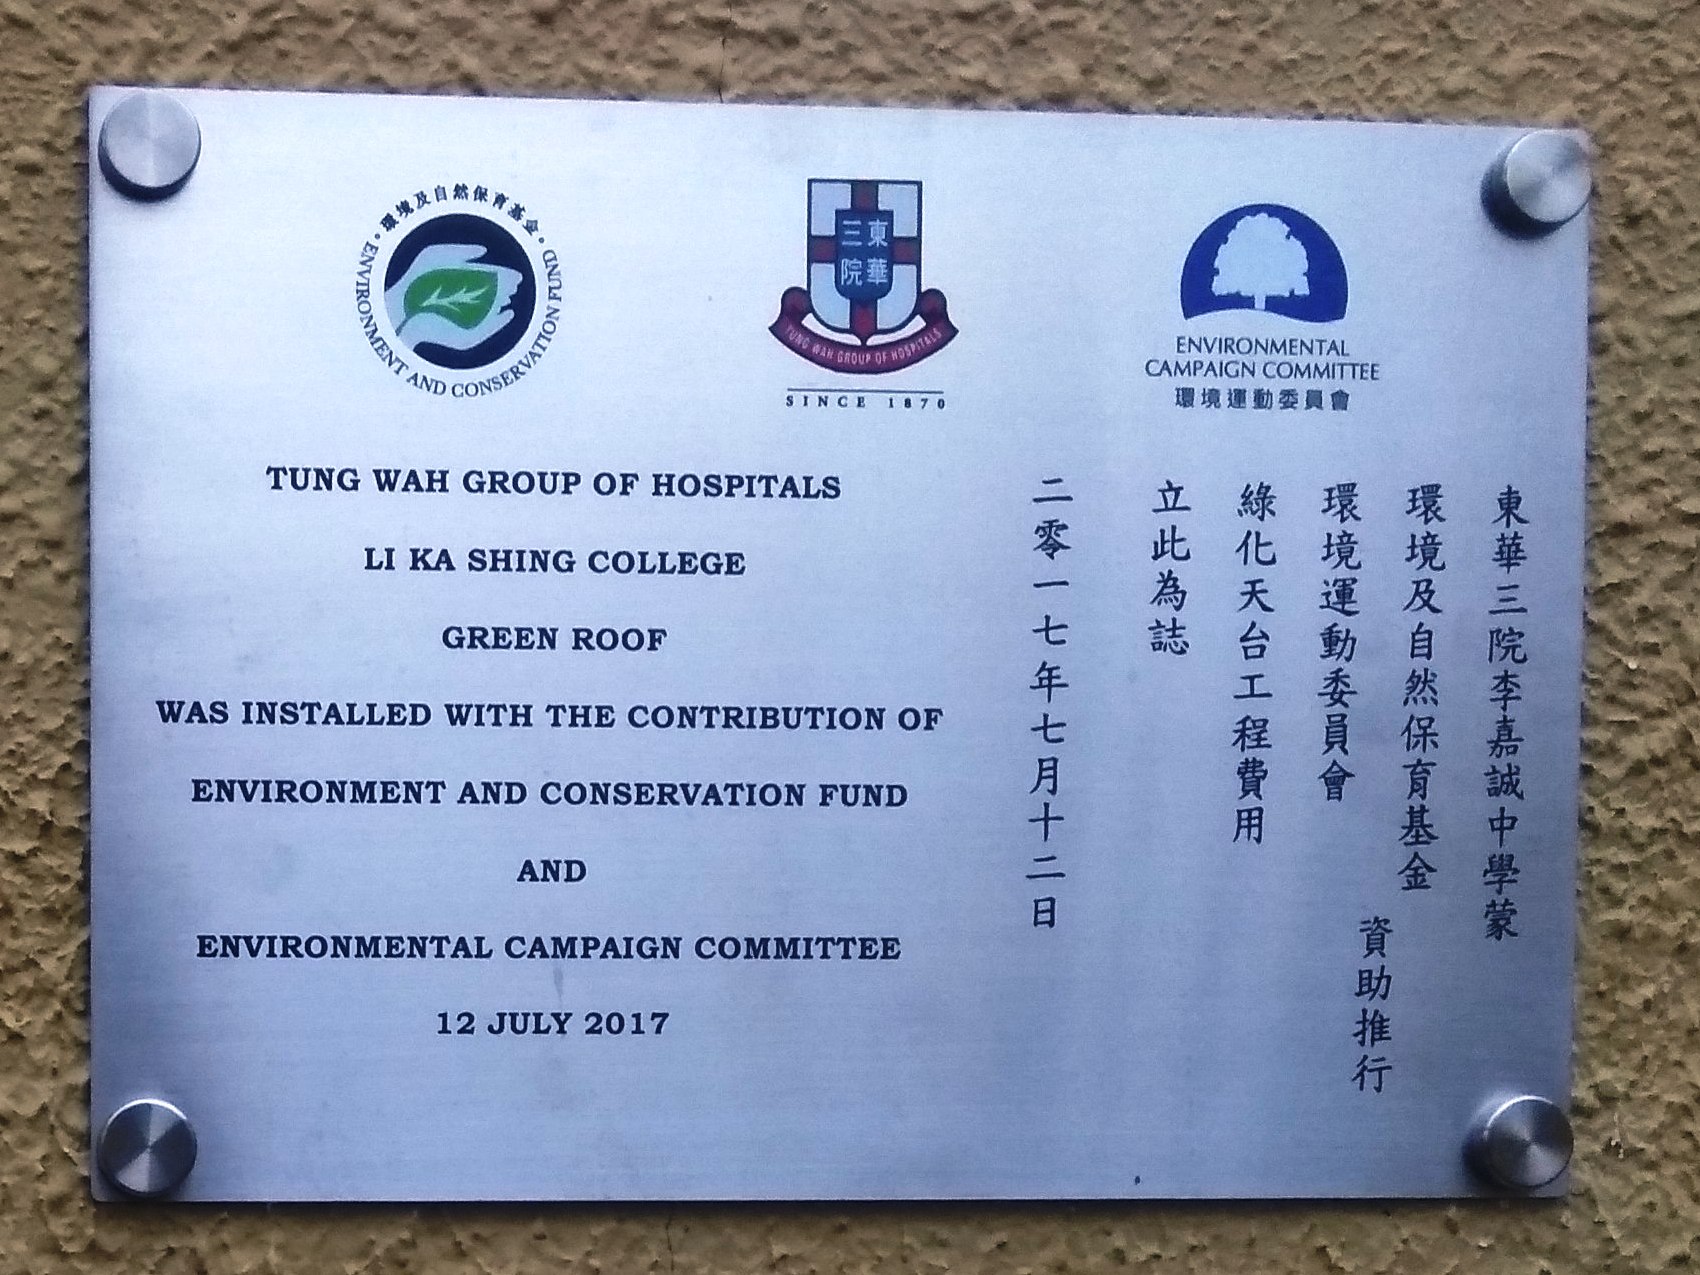 環境及自然保育基金
ENVIRONMENT AND CONSERVATION FUND
東華
三院
TUNG WAH GROUP OF HOSPITALS
SINCE 1870
ENVIRONMENTAL
CAMPAIGN COMMITTEE
環境運動委員會
TUNG WAH GROUP OF HOSPITALS
LI KA SHING COLLEGE
GREEN ROOF
WAS INSTALLED WITH THE CONTRIBUTION OF
ENVIRONMENT AND CONSERVATION FUND
AND
ENVIRONMENTAL CAMPAIGN COMMITTEE
12 JULY 2017
東華三院李嘉誠中學蒙
環境及自然保育基金
環境運動委員會
資助推行
綠化天台工程費用
立此為誌
二零一七年七月十二日